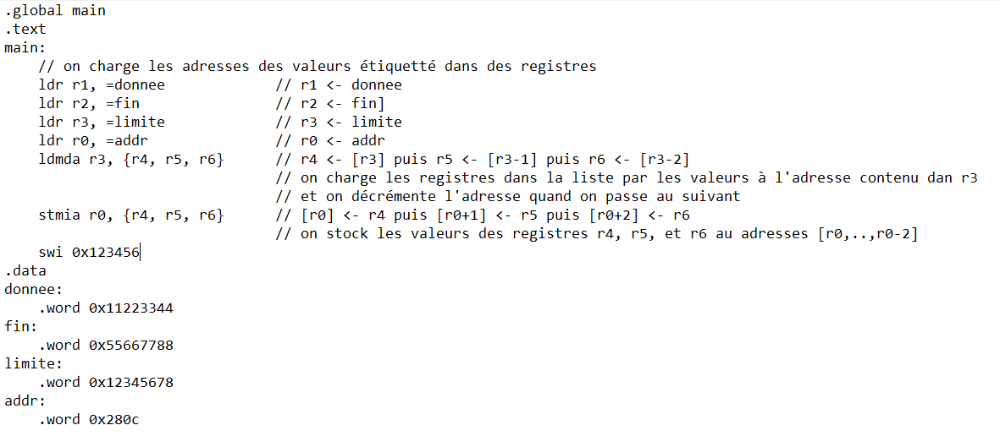 .global main
.text
main:
    // on charge les adresses des valeurs étiquetté dans des registres
    ldr r1, =donnee             // r1 <- donnee
    ldr r2, =fin                // r2 <- fin]
    ldr r3, =limite             // r3 <- limite
    ldr r0, =addr               // r0 <- addr
    ldmda r3, {r4, r5, r6}      // r4 <- [r3] puis r5 <- [r3-1] puis r6 <- [r3-2]
                                // on charge les registres dans la liste par les valeurs à l'adresse contenu dan r3
                                // et on décrémente l'adresse quand on passe au suivant
    stmia r0, {r4, r5, r6}      // [r0] <- r4 puis [r0+1] <- r5 puis [r0+2] <- r6
                                // on stock les valeurs des registres r4, r5, et r6 au adresses [r0,..,r0-2]
    swi 0x123456
.data
donnee:
    .word 0x11223344
fin:
    .word 0x55667788
limite:
    .word 0x12345678
addr:
    .word 0x280c